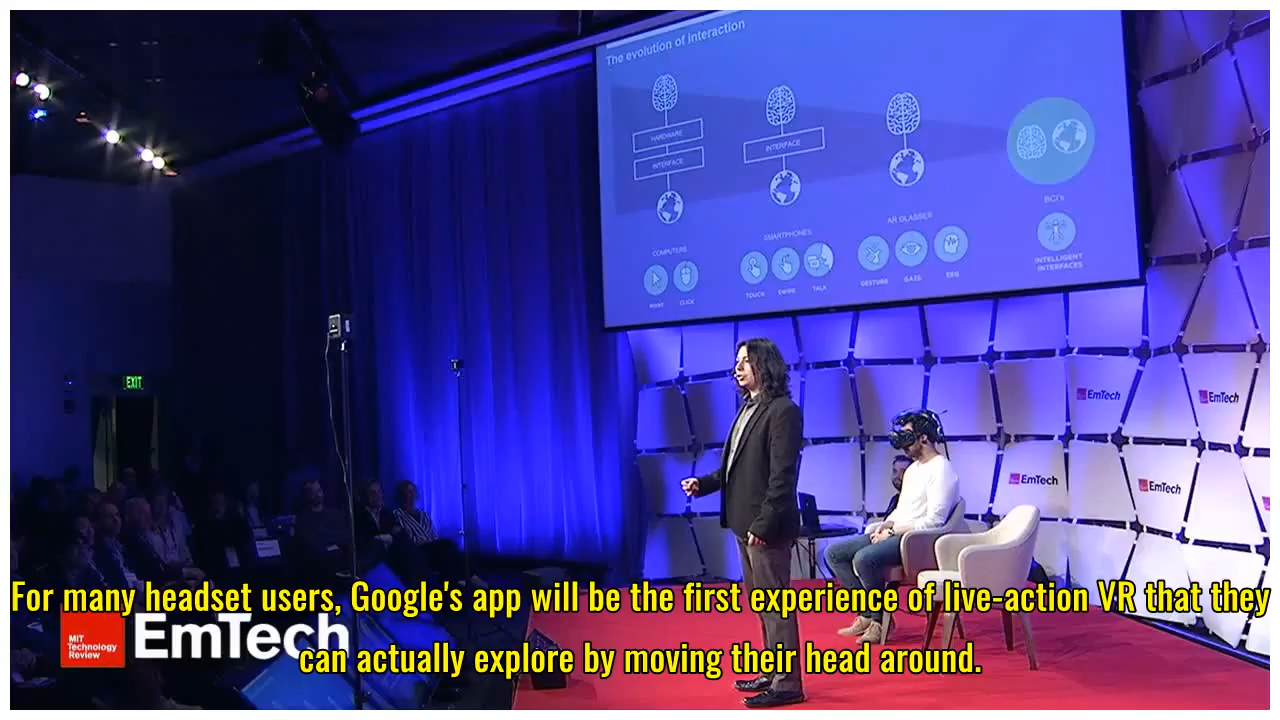 The evolution of interaction
HARDWARE
INTERFACE
INTERFACE
COMPUTERS
POINT
CLICK
SMARTPHONES
TOUCH
SWIPE
TALK
AR GLASSES
GESTURE
GAZE
EEG
BCI's
INTELLIGENT
INTERFACES
EXIT
EmTech
EmTech
EmTech
EmTech
For many headset users, Google's app will be the first experience of live-action VR that they
can actually explore by moving their head around.
MIT
Technology
Review
EmTech